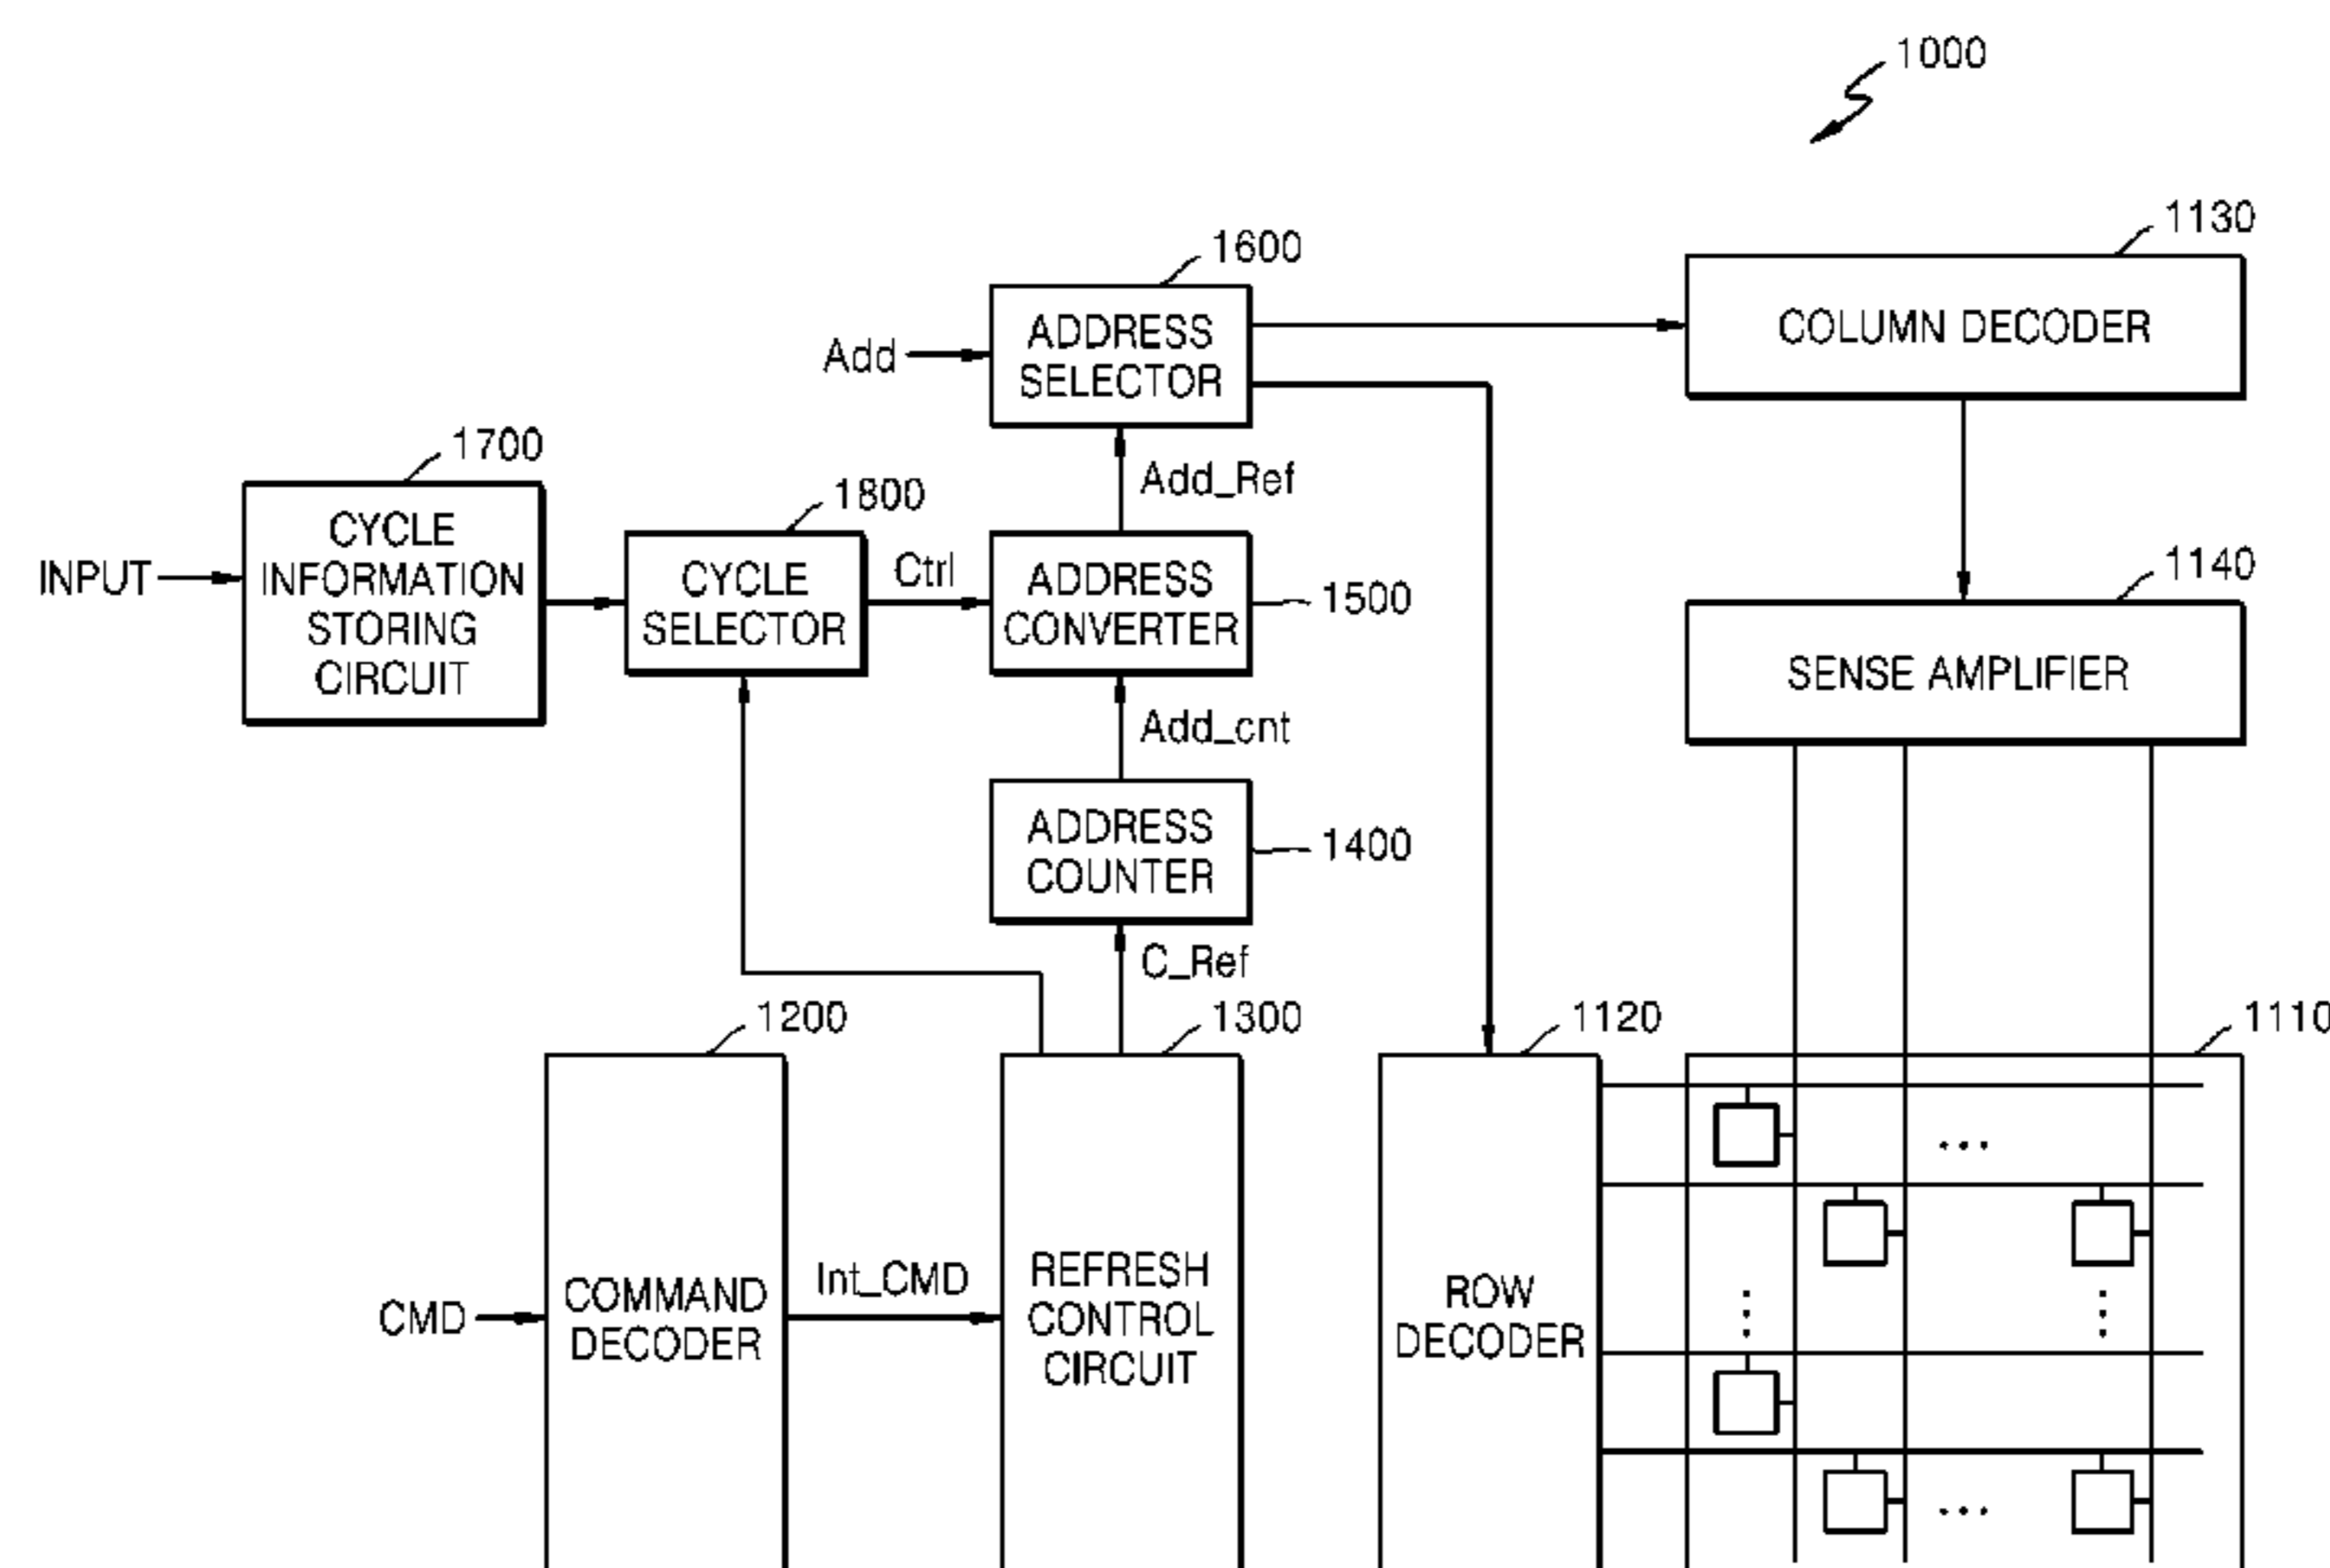 1000
1130
1600
ADDRESS
SELECTOR
COLUMN DECODER
Add
1700
Add_Ref
1800
CYCLE
INFORMATION
STORING
CIRCUIT
INPUT
CYCLE
SELECTOR
Ctrl
ADDRESS
CONVERTER
1500
1140
SENSE AMPLIFIER
Add_cnt
ADDRESS
COUNTER
1400
C_Ref
1200
1300
1120
1110
CMD
COMMAND
DECODER
Int_CMD
REFRESH
CONTROL
CIRCUIT
ROW
DECODER